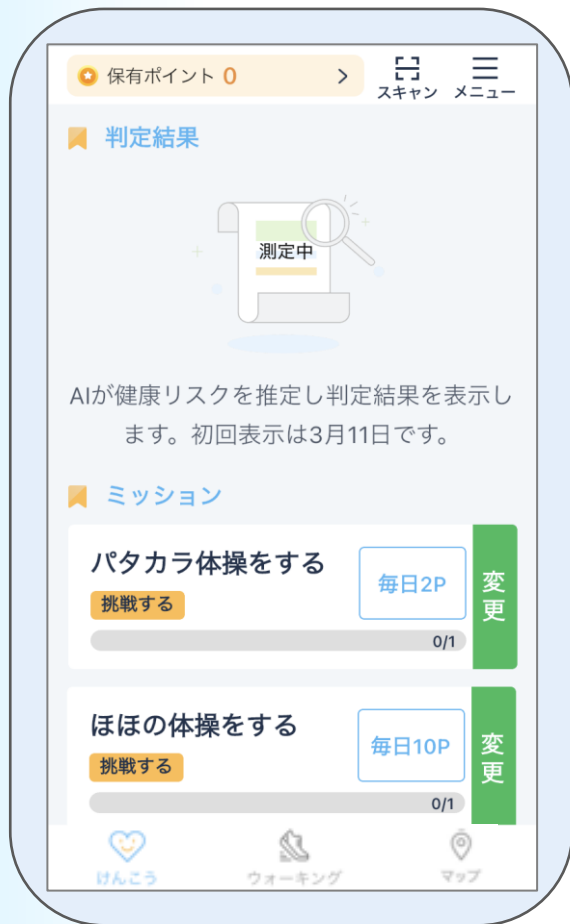 保有ポイント 0
スキャン
メニュー
判定結果
測定中
AIが健康リスクを推定し判定結果を表示し
ます。初回表示は3月11日です。
ミッション
パタカラ体操をする
挑戦する
毎日2P
0/1
変更
ほほの体操をする
挑戦する
毎日10P
0/1
変更
けんこう
ウォーキング
マップ